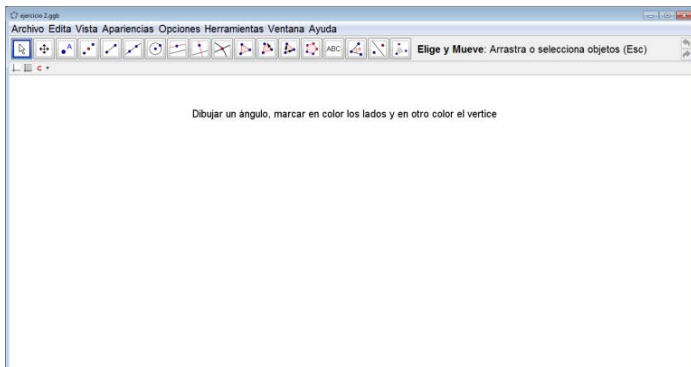 ejercicio 2.ggb
Archivo Edita Vista Apariencias Opciones Herramientas Ventana Ayuda
A ABC Elige y Mueve: Arrastra o selecciona objetos (Esc)
Dibujar un ángulo, marcar en color los lados y en otro color el vertice